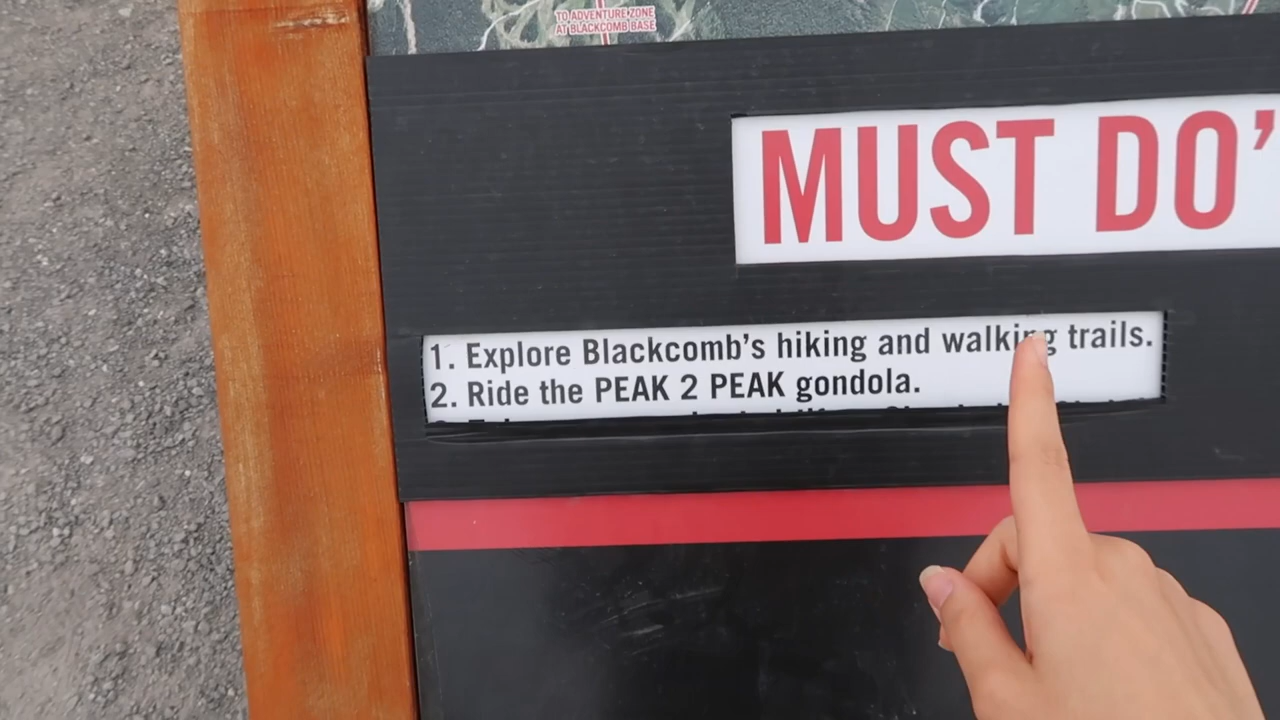 TO ADVENTURE ZONE
AT BLACKCOMB BASE
MUST DO'
1. Explore Blackcomb's hiking and walking trails.
2. Ride the PEAK 2 PEAK gondola.